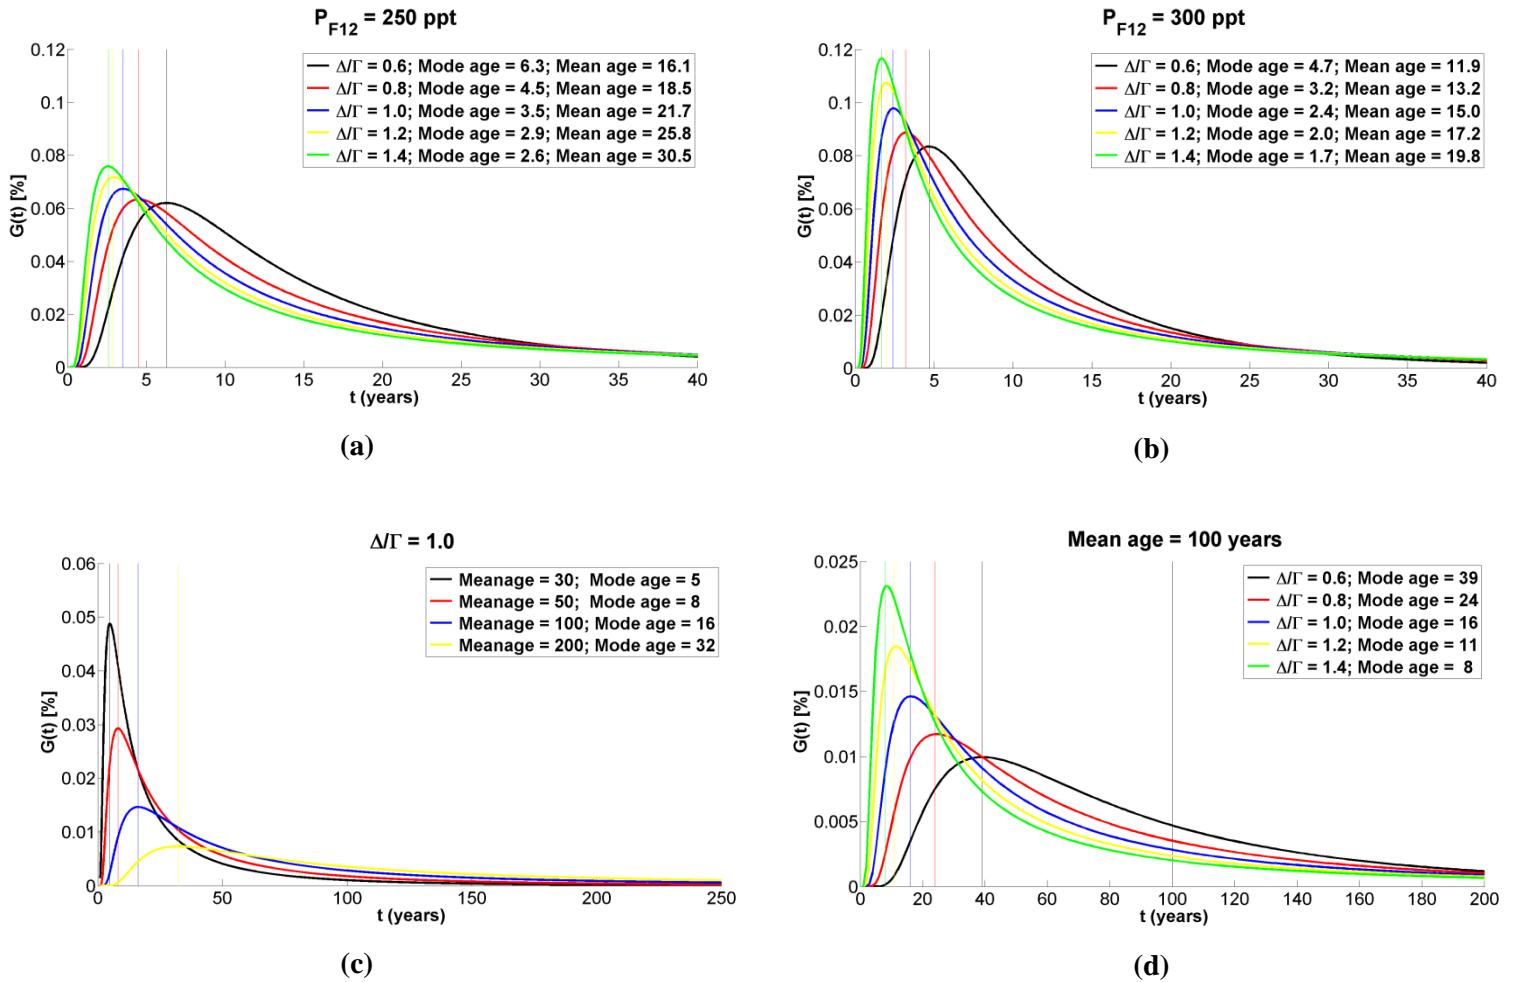 P_F12 = 250 ppt
G(t) [%]
0.12
0.1
0.08
0.06
0.04
0.02
0
Δ/Γ = 0.6; Mode age = 6.3; Mean age = 16.1
Δ/Γ = 0.8; Mode age = 4.5; Mean age = 18.5
Δ/Γ = 1.0; Mode age = 3.5; Mean age = 21.7
Δ/Γ = 1.2; Mode age = 2.9; Mean age = 25.8
Δ/Γ = 1.4; Mode age = 2.6; Mean age = 30.5
0 5 10 15 20 25 30 35 40
t (years)
(a)
P_F12 = 300 ppt
G(t) [%]
0.12
0.1
0.08
0.06
0.04
0.02
0
Δ/Γ = 0.6; Mode age = 4.7; Mean age = 11.9
Δ/Γ = 0.8; Mode age = 3.2; Mean age = 13.2
Δ/Γ = 1.0; Mode age = 2.4; Mean age = 15.0
Δ/Γ = 1.2; Mode age = 2.0; Mean age = 17.2
Δ/Γ = 1.4; Mode age = 1.7; Mean age = 19.8
0 5 10 15 20 25 30 35 40
t (years)
(b)
Δ/Γ = 1.0
G(t) [%]
0.06
0.05
0.04
0.03
0.02
0.01
0
Meanage = 30; Mode age = 5
Meanage = 50; Mode age = 8
Meanage = 100; Mode age = 16
Meanage = 200; Mode age = 32
0 50 100 150 200 250
t (years)
(c)
Mean age = 100 years
G(t) [%]
0.025
0.02
0.015
0.01
0.005
0
Δ/Γ = 0.6; Mode age = 39
Δ/Γ = 0.8; Mode age = 24
Δ/Γ = 1.0; Mode age = 16
Δ/Γ = 1.2; Mode age = 11
Δ/Γ = 1.4; Mode age = 8
0 20 40 60 80 100 120 140 160 180 200
t (years)
(d)